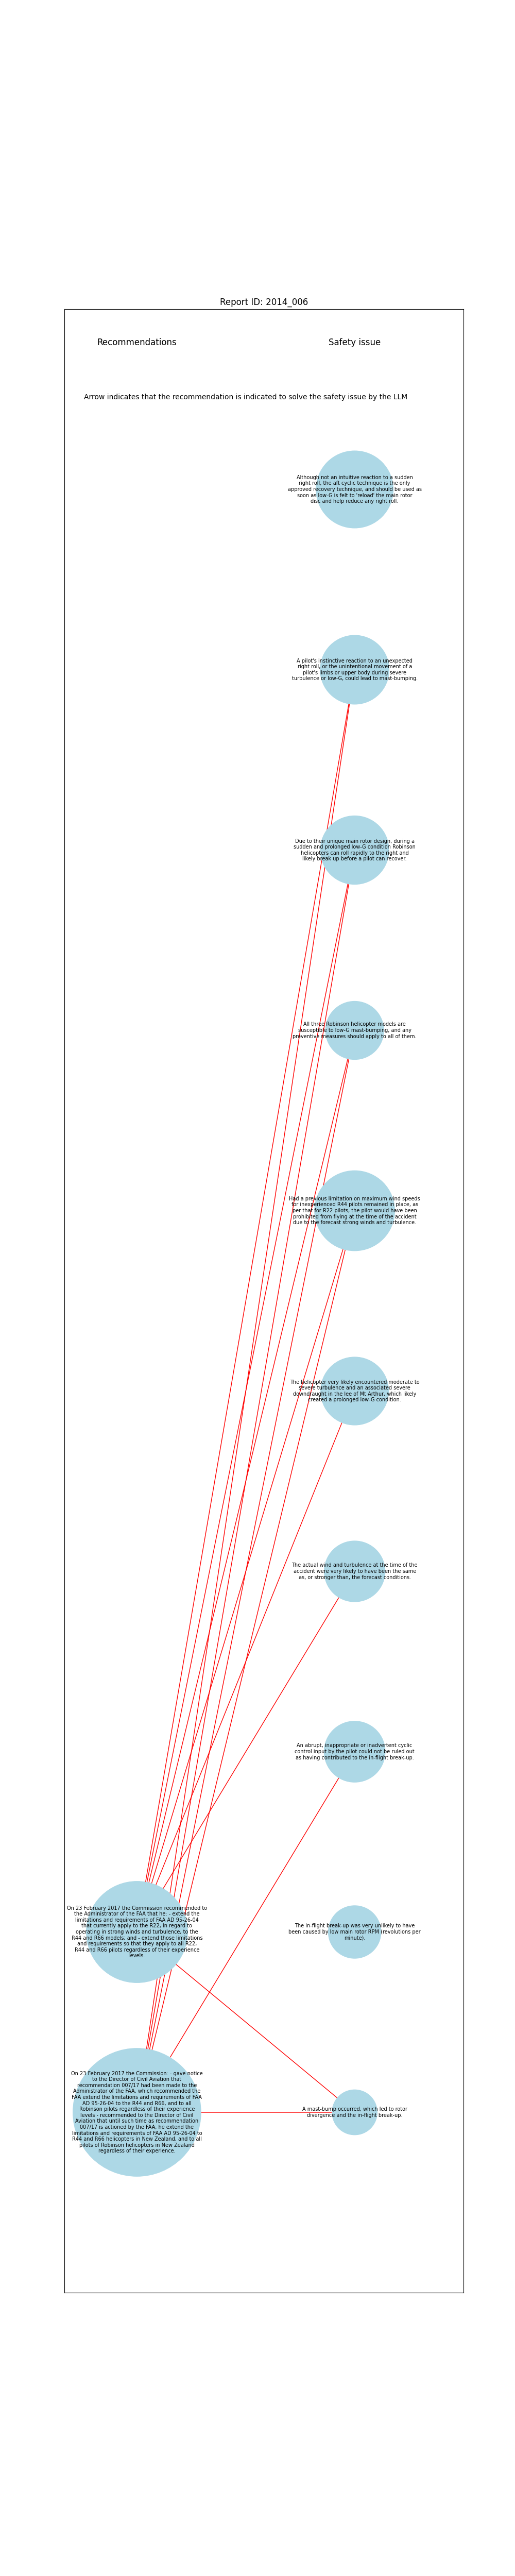 Report ID: 2014_006
Recommendations
Safety issue
Arrow indicates that the recommendation is indicated to solve the safety issue by the LLM
Although not an intuitive reaction to a sudden
right roll, the aft cyclic technique is the only
approved recovery technique, and should be used as
soon as low-G is felt to 'reload' the main rotor
disc and help reduce any right roll.
A pilot's instinctive reaction to an unexpected
right roll, or the unintentional movement of a
pilot's limbs or upper body during severe
turbulence or low-G, could lead to mast-bumping.
Due to their unique main rotor design, during a
sudden and prolonged low-G condition Robinson
helicopters can roll rapidly to the right and
likely break up before a pilot can recover.
All three Robinson helicopter models are
susceptible to low-G mast-bumping, and any
preventive measures should apply to all of them.
Had a previous limitation on maximum wind speeds
for inexperienced R44 pilots remained in place, as
per that for R22 pilots, the pilot would have been
prohibited from flying at the time of the accident
due to the forecast strong winds and turbulence.
The helicopter very likely encountered moderate to
severe turbulence and an associated severe
downdraught in the lee of Mt Arthur, which likely
created a prolonged low-G condition.
The actual wind and turbulence at the time of the
accident were very likely to have been the same
as, or stronger than, the forecast conditions.
An abrupt, inappropriate or inadvertent cyclic
control input by the pilot could not be ruled out
as having contributed to the in-flight break-up.
On 23 February 2017 the Commission recommended to
the Administrator of the FAA that he: - extend the
limitations and requirements of FAA AD 95-26-04
that currently apply to the R22, in regard to
operating in strong winds and turbulence, to the
R44 and R66 models; and - extend those limitations
and requirements so that they apply to all R22,
R44 and R66 pilots regardless of their experience
levels.
The in-flight break-up was very unlikely to have
been caused by low main rotor RPM (revolutions per
minute).
On 23 February 2017 the Commission: - gave notice
to the Director of Civil Aviation that
recommendation 007/17 had been made to the
Administrator of the FAA, which recommended the
FAA extend the limitations and requirements of FAA
AD 95-26-04 to the R44 and R66, and to all
Robinson pilots regardless of their experience
levels - recommended to the Director of Civil
Aviation that until such time as recommendation
007/17 is actioned by the FAA, he extend the
limitations and requirements of FAA AD 95-26-04 to
R44 and R66 helicopters in New Zealand, and to all
pilots of Robinson helicopters in New Zealand
regardless of their experience.
A mast-bump occurred, which led to rotor
divergence and the in-flight break-up.